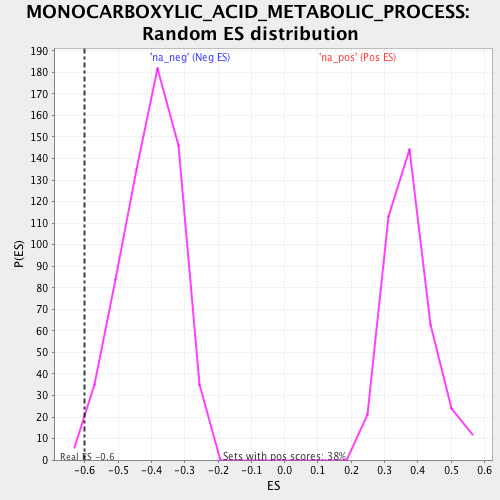 MONOCARBOXYLIC_ACID_METABOLIC_PROCESS:
Random ES distribution
'na_neg' (Neg ES) 'na_pos' (Pos ES)
190
180
170
160
150
140
130
120
110
100
90
80
70
60
50
40
30
20
10
0
P(ES)
Real ES -0.6 Sets with pos scores: 38%
-0.6 -0.5 -0.4 -0.3 -0.2 -0.1 0.0 0.1 0.2 0.3 0.4 0.5 0.6
ES